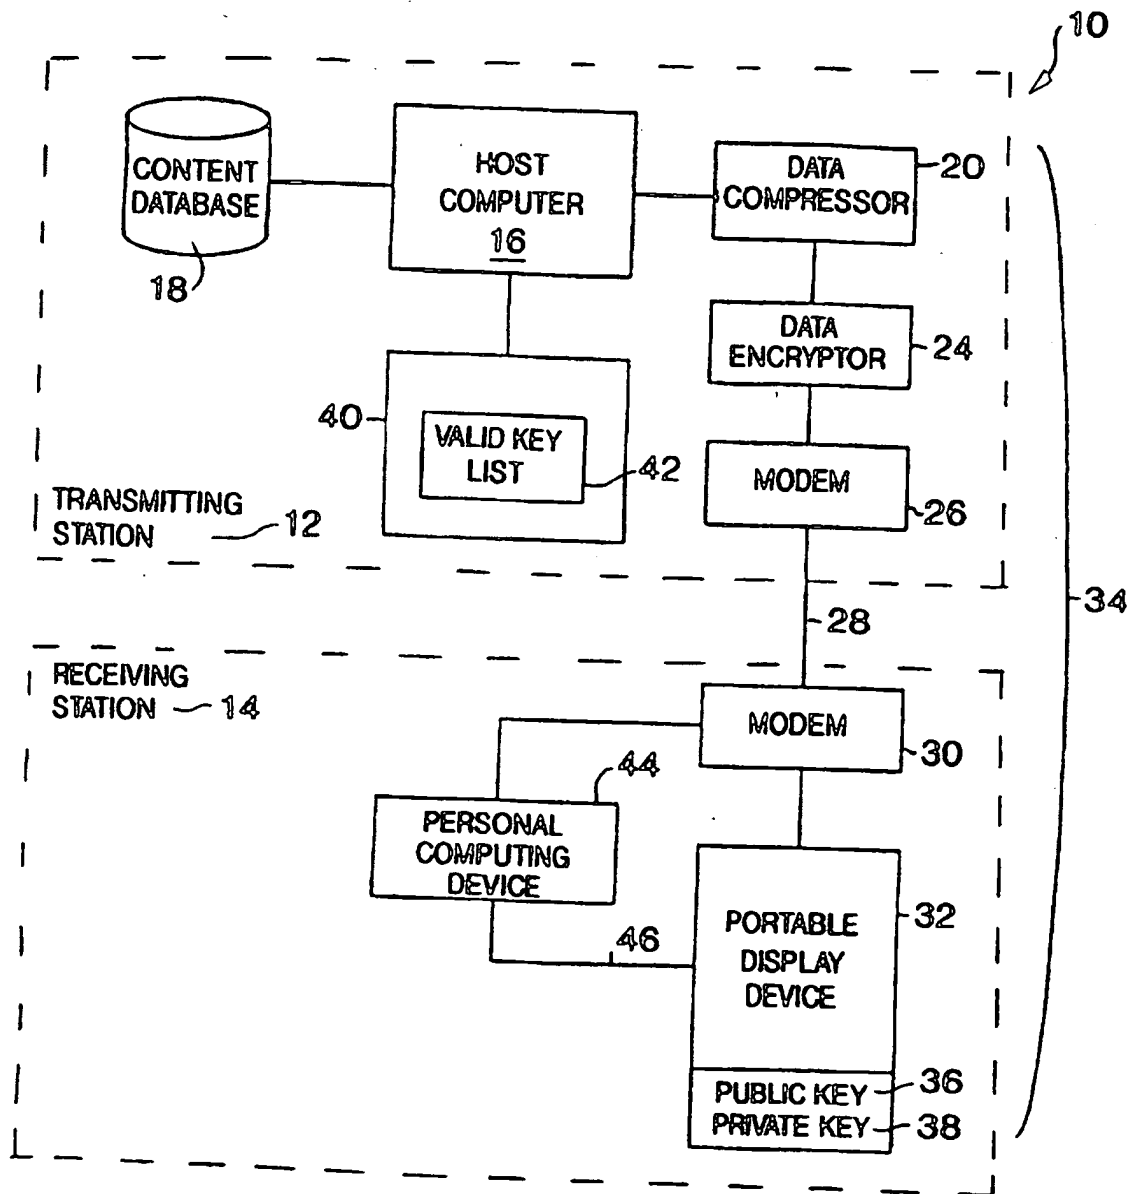 10
CONTENT
DATABASE
18
HOST
COMPUTER
16
DATA
COMPRESSOR
20
DATA
ENCRYPTOR
24
40
VALID KEY
LIST
42
MODEM
26
TRANSMITTING
STATION
12
28
34
RECEIVING
STATION
14
MODEM
30
44
PERSONAL
COMPUTING
DEVICE
46
PORTABLE
DISPLAY
DEVICE
32
PUBLIC KEY
36
PRIVATE KEY
38